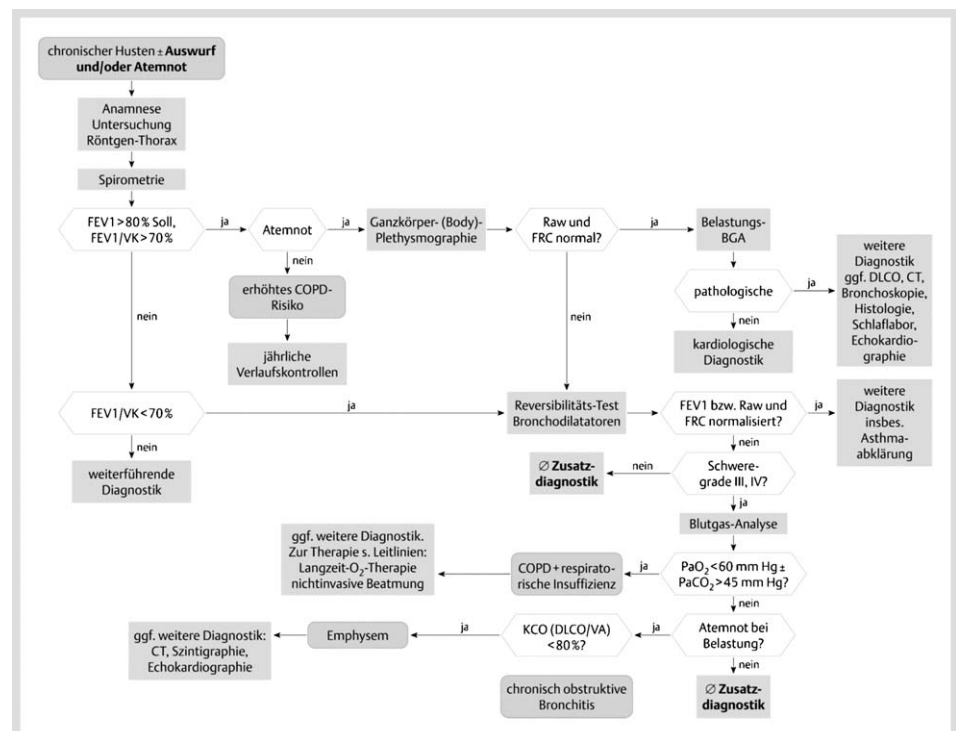 chronischer Husten ± Auswurf
und/oder Atemnot
Anamnese
Untersuchung
Röntgen-Thorax
Spirometrie
FEV1>80% Soll,
FEV1/VK>70%
ja
Atemnot
ja
Ganzkörper- (Body)-
Plethysmographie
Raw und
FRC normal?
ja
Belastungs-
BGA
nein
erhöhtes COPD-
Risiko
jährliche
Verlaufskontrollen
pathologische
ja
weitere
Diagnostik
ggf. DLCO, CT,
Bronchoskopie,
Histologie,
Schlaflabor,
Echokardio-
graphie
nein
kardiologische
Diagnostik
nein
nein
FEV1/VK<70%
ja
Reversibilitäts-Test
Bronchodilatatoren
FEV1 bzw. Raw und
FRC normalisiert?
ja
weitere
Diagnostik
insbes.
Asthma-
abklärung
nein
weiterführende
Diagnostik
nein
Schwere-
grade III, IV?
nein
∅ Zusatz-
diagnostik
ja
Blutgas-Analyse
PaO2<60 mm Hg±
PaCO2>45 mm Hg?
ja
COPD+respirato-
rische Insuffizienz
ggf. weitere Diagnostik.
Zur Therapie s. Leitlinien:
Langzeit-O2-Therapie
nichtinvasive Beatmung
nein
Atemnot bei
Belastung?
ja
KCO (DLCO/VA)
<80%?
ja
Emphysem
ggf. weitere Diagnostik:
CT, Szintigraphie,
Echokardiographie
nein
∅ Zusatz-
diagnostik
chronisch obstruktive
Bronchitis